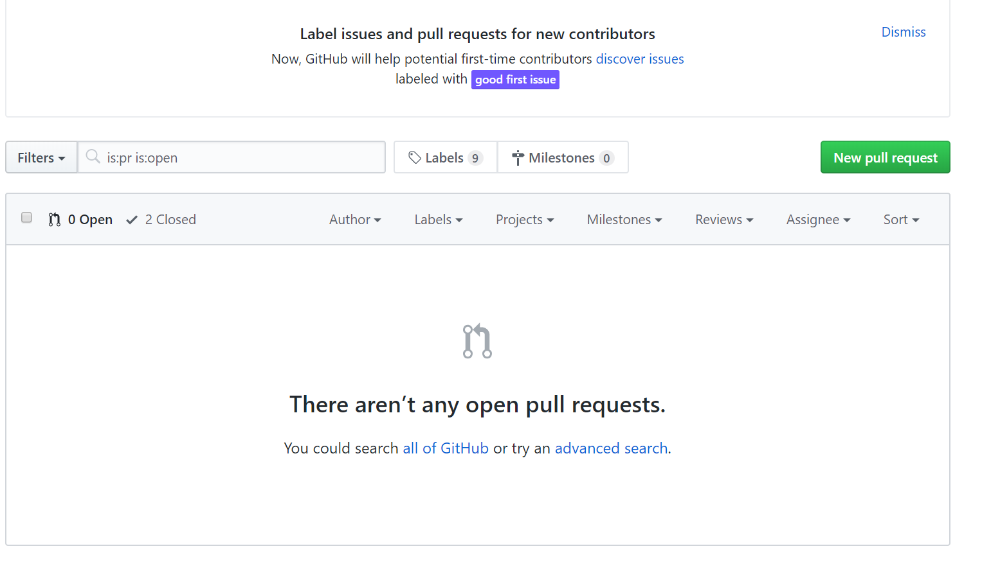 Label issues and pull requests for new contributors
Dismiss
Now, GitHub will help potential first-time contributors discover issues
labeled with good first issue
Filters is:pr is:open Labels 9 Milestones 0 New pull request
0 Open 2 Closed Author Labels Projects Milestones Reviews Assignee Sort
There aren’t any open pull requests.
You could search all of GitHub or try an advanced search.